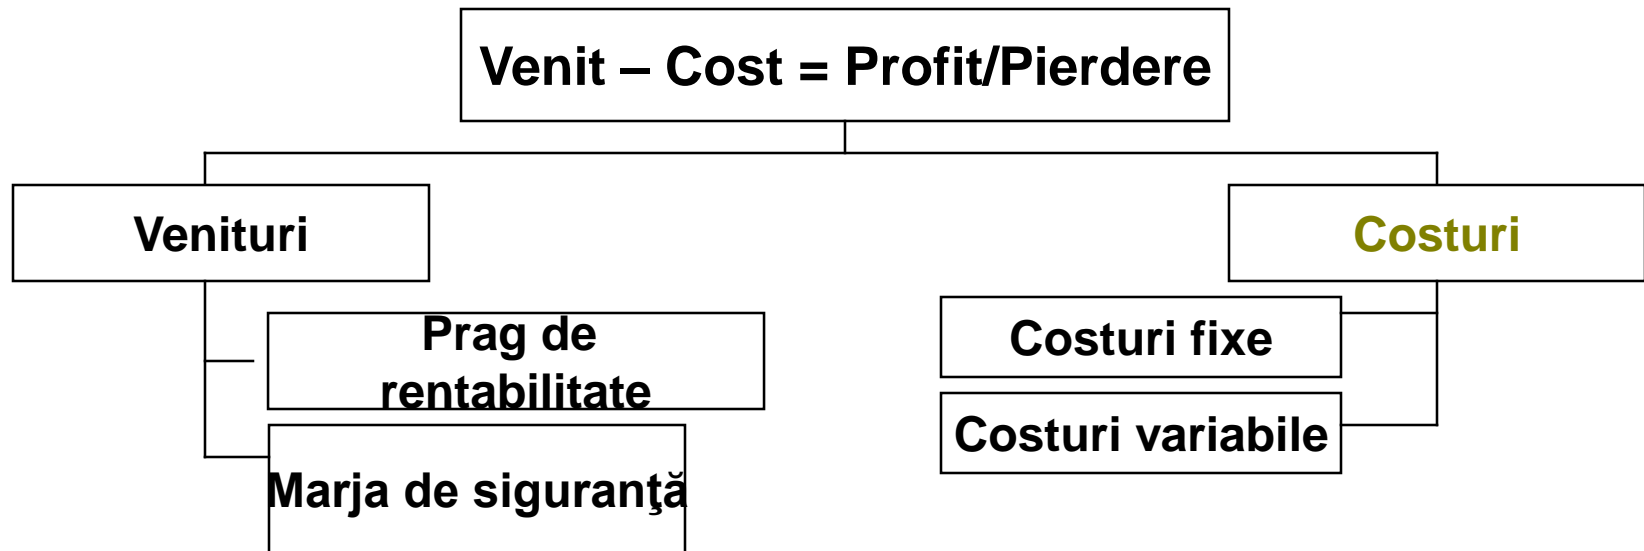 Venit – Cost = Profit/Pierdere
Venituri
Costuri
Prag de
rentabilitate
Costuri fixe
Costuri variabile
Marja de siguranţă